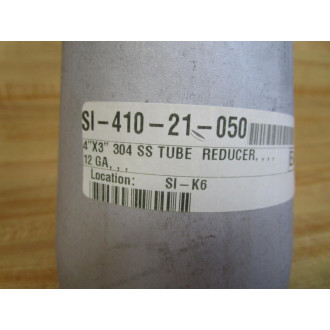 SI-410-21-050
4"X3" 304 SS TUBE REDUCER,...
12 GA,,,
Location: SI-K6